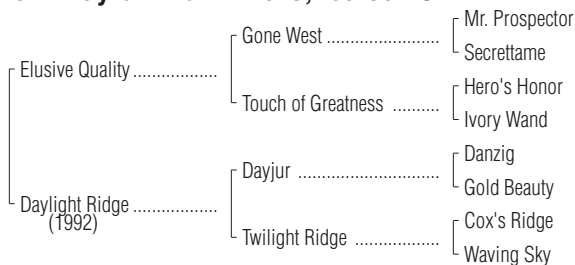 Mr. Prospector
Gone West
Secrettame
Elusive Quality
Hero's Honor
Touch of Greatness
Ivory Wand
Danzig
Dayjur
Gold Beauty
Daylight Ridge
(1992)
Cox's Ridge
Twilight Ridge
Waving Sky